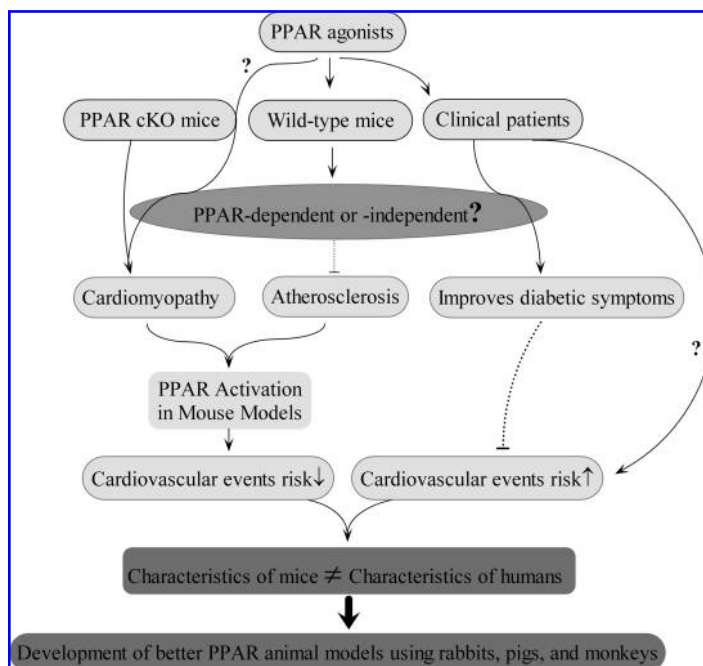 PPAR agonists
?
PPAR cKO mice
Wild-type mice
Clinical patients
PPAR-dependent or -independent?
Cardiomyopathy
Atherosclerosis
Improves diabetic symptoms
?
PPAR Activation
in Mouse Models
Cardiovascular events risk↓
Cardiovascular events risk↑
Characteristics of mice ≠ Characteristics of humans
Development of better PPAR animal models using rabbits, pigs, and monkeys